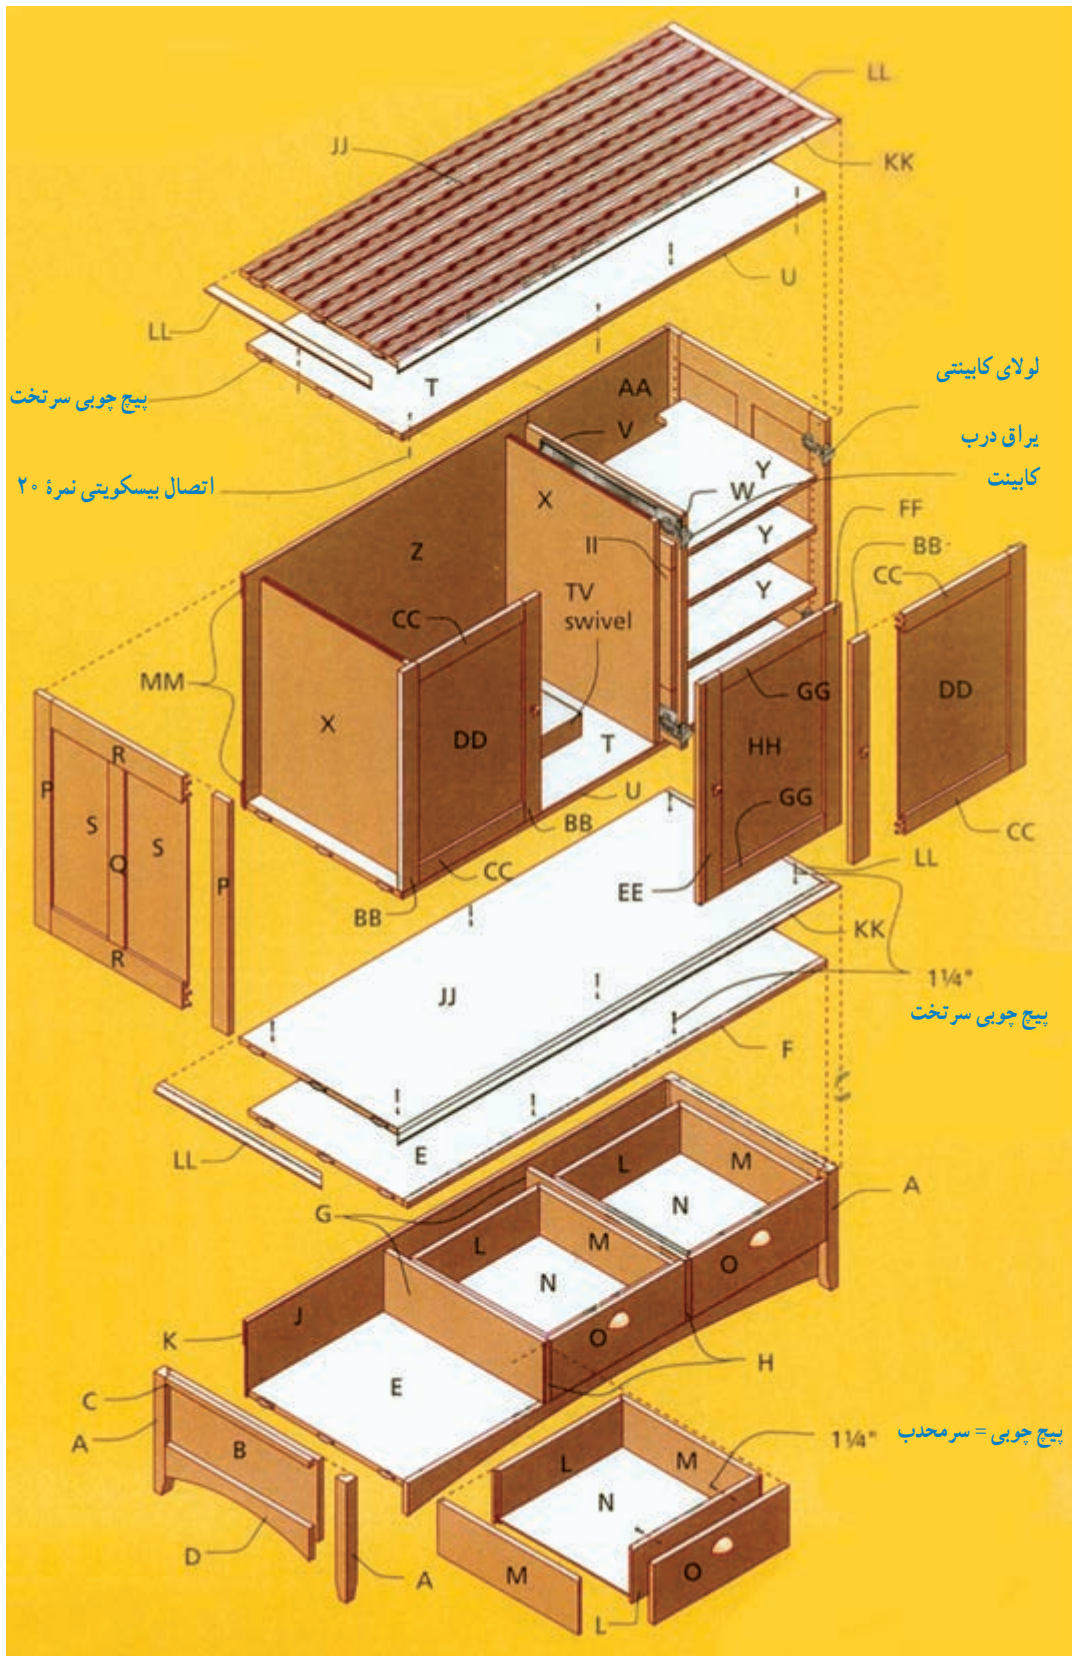 LL
JJ
KK
U
LL
T
پیچ چوبی سرتخت
لولای کابینتی
AA
V
یراق درب
کابینت
Y
W
اتصال بیسکویتی نمرۀ ۲۰
X
FF
II
Y
BB
Z
CC
TV
swivel
Y
CC
MM
GG
DD
X
DD
HH
T
R
P
U
GG
S
S
BB
CC
Q
CC
LL
P
EE
BB
KK
R
1¼"
JJ
پیچ چوبی سرتخت
F
LL
E
L
M
A
N
G
L
M
O
N
J
K
O
H
E
C
A
B
پیچ چوبی = سرمحدب
1¼"
L
M
N
D
A
M
O
L